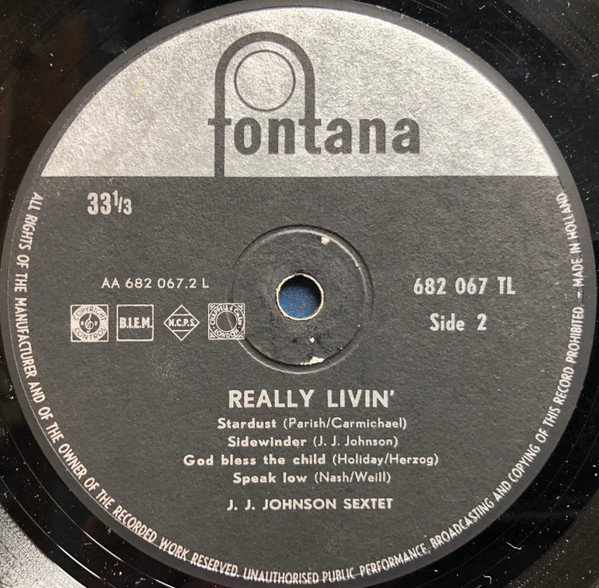 fontana
33 1/3
AA 682 067.2 L
682 067 TL
Side 2
B.I.E.M.
N.C.P.S.
REALLY LIVIN'
Stardust (Parish/Carmichael)
Sidewinder (J. J. Johnson)
God bless the child (Holiday/Herzog)
Speak low (Nash/Weill)
J. J. JOHNSON SEXTET
ALL RIGHTS OF THE MANUFACTURER AND OF THE OWNER OF THE RECORDED WORK RESERVED. UNAUTHORISED PUBLIC PERFORMANCE, BROADCASTING AND COPYING OF THIS RECORD PROHIBITED. – MADE IN HOLLAND